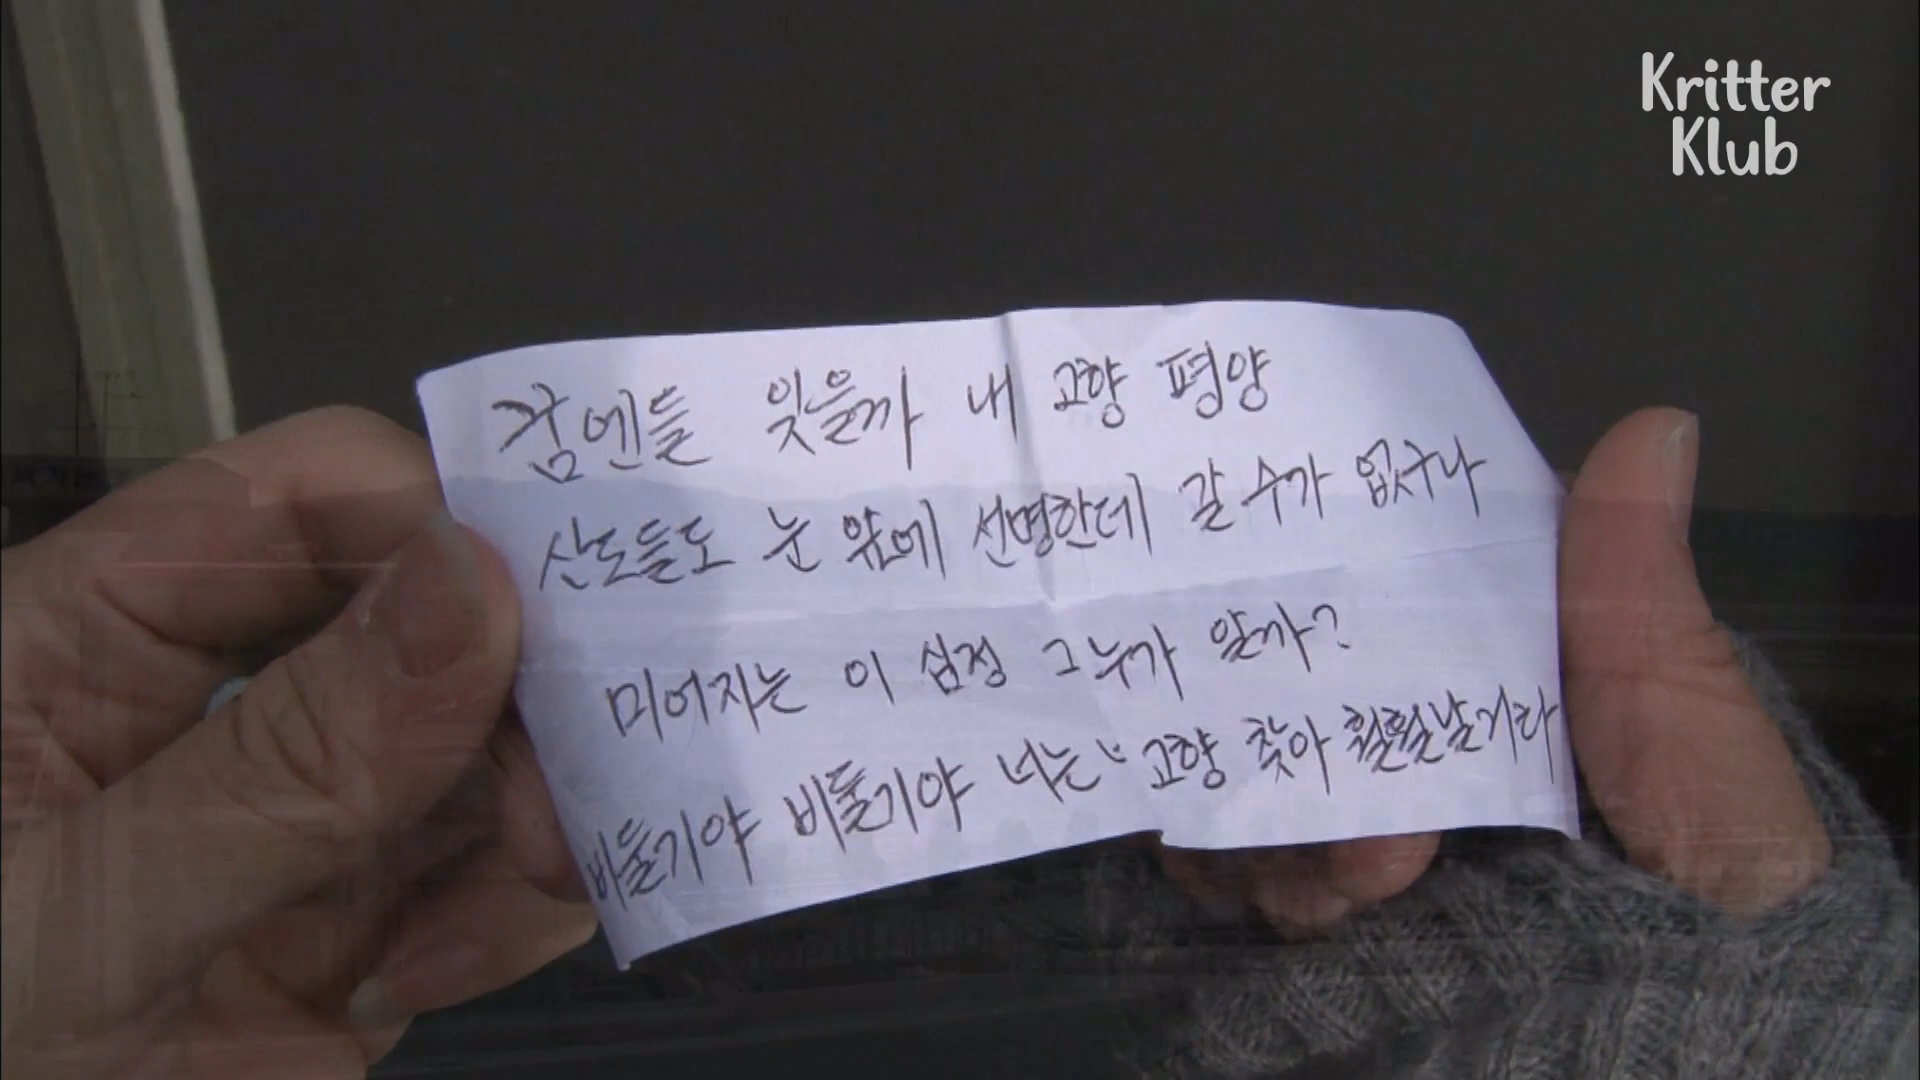 Kritter
Klub
꿈엔들 잊을까 내 고향 평양
산도들도 눈 앞에 선명한데 갈 수가 없구나
미어지는 이 심정 그누가 알까?
비둘기야 비둘기야 너는 고향 찾아 훨훨날거라